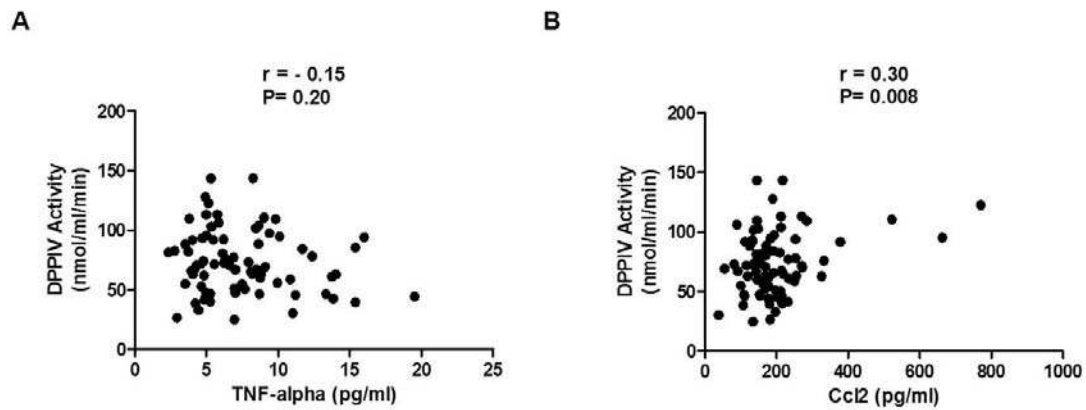 A
B
r = - 0.15
P= 0.20
200
150
100
50
0
DPPIV Activity
(nmol/ml/min)
0 5 10 15 20 25
TNF-alpha (pg/ml)
r = 0.30
P= 0.008
200
150
100
50
0
DPPIV Activity
(nmol/ml/min)
0 200 400 600 800 1000
Ccl2 (pg/ml)